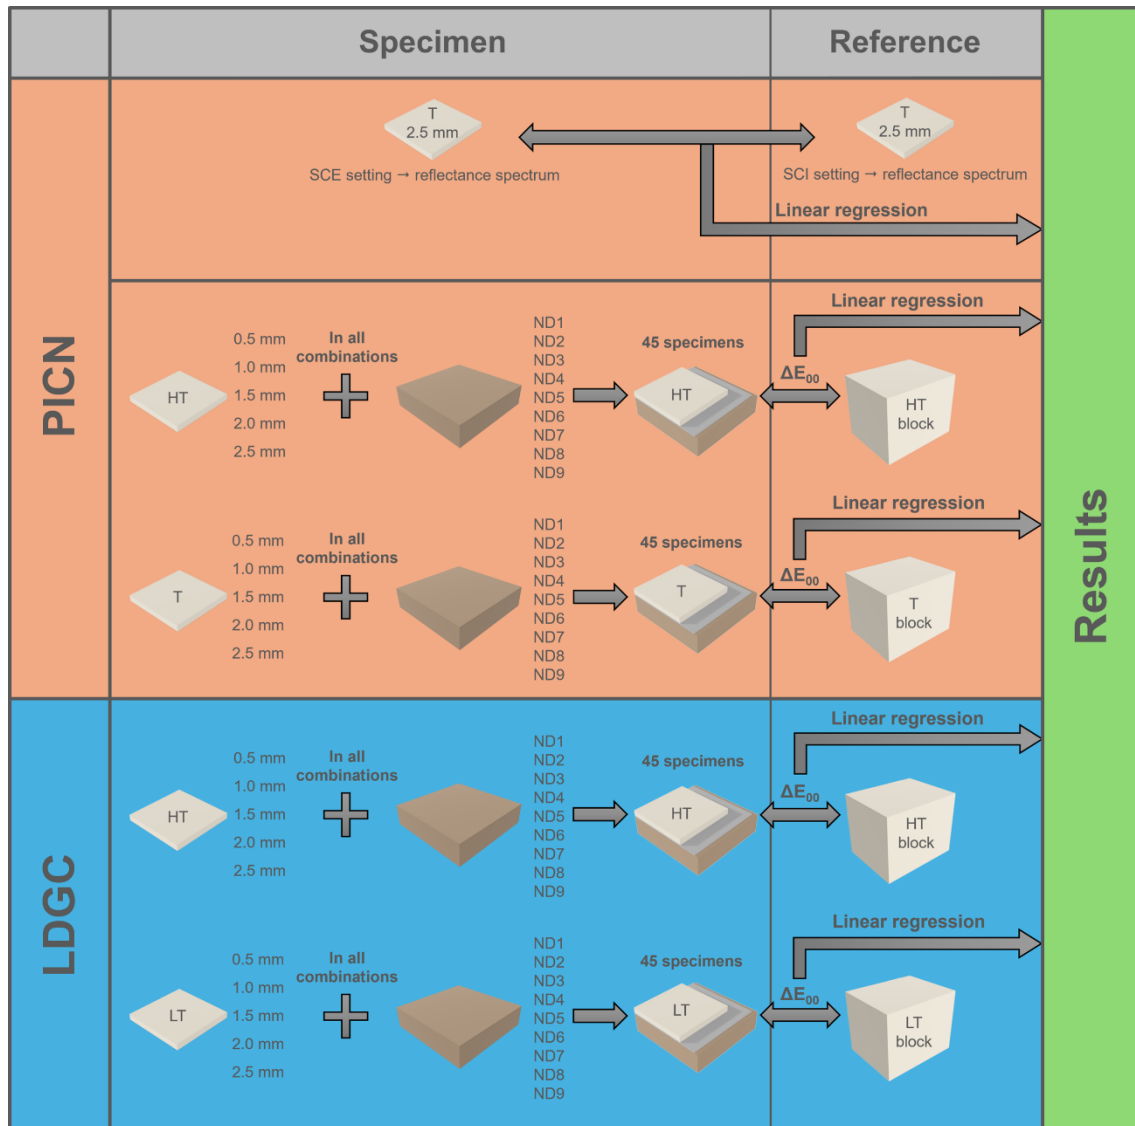 Specimen
Reference
Results
PICN
T
2.5 mm
SCE setting → reflectance spectrum
T
2.5 mm
SCI setting → reflectance spectrum
Linear regression
HT
0.5 mm
1.0 mm
1.5 mm
2.0 mm
2.5 mm
In all
combinations
ND1
ND2
ND3
ND4
ND5
ND6
ND7
ND8
ND9
45 specimens
HT
ΔE00
Linear regression
HT
block
T
0.5 mm
1.0 mm
1.5 mm
2.0 mm
2.5 mm
In all
combinations
ND1
ND2
ND3
ND4
ND5
ND6
ND7
ND8
ND9
45 specimens
T
ΔE00
Linear regression
T
block
LDGC
HT
0.5 mm
1.0 mm
1.5 mm
2.0 mm
2.5 mm
In all
combinations
ND1
ND2
ND3
ND4
ND5
ND6
ND7
ND8
ND9
45 specimens
HT
ΔE00
Linear regression
HT
block
LT
0.5 mm
1.0 mm
1.5 mm
2.0 mm
2.5 mm
In all
combinations
ND1
ND2
ND3
ND4
ND5
ND6
ND7
ND8
ND9
45 specimens
LT
ΔE00
Linear regression
LT
block